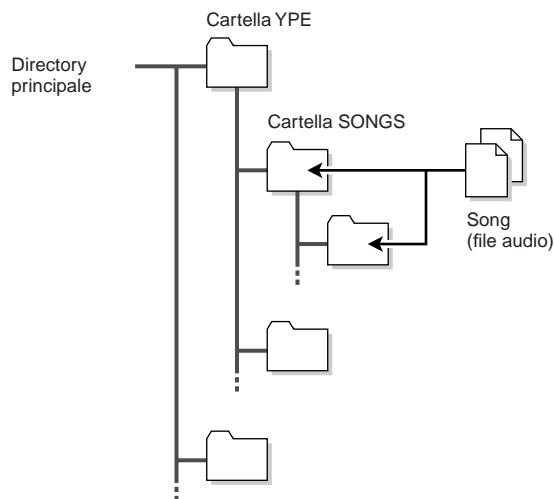 Cartella YPE
Directory
principale
Cartella SONGS
Song
(file audio)